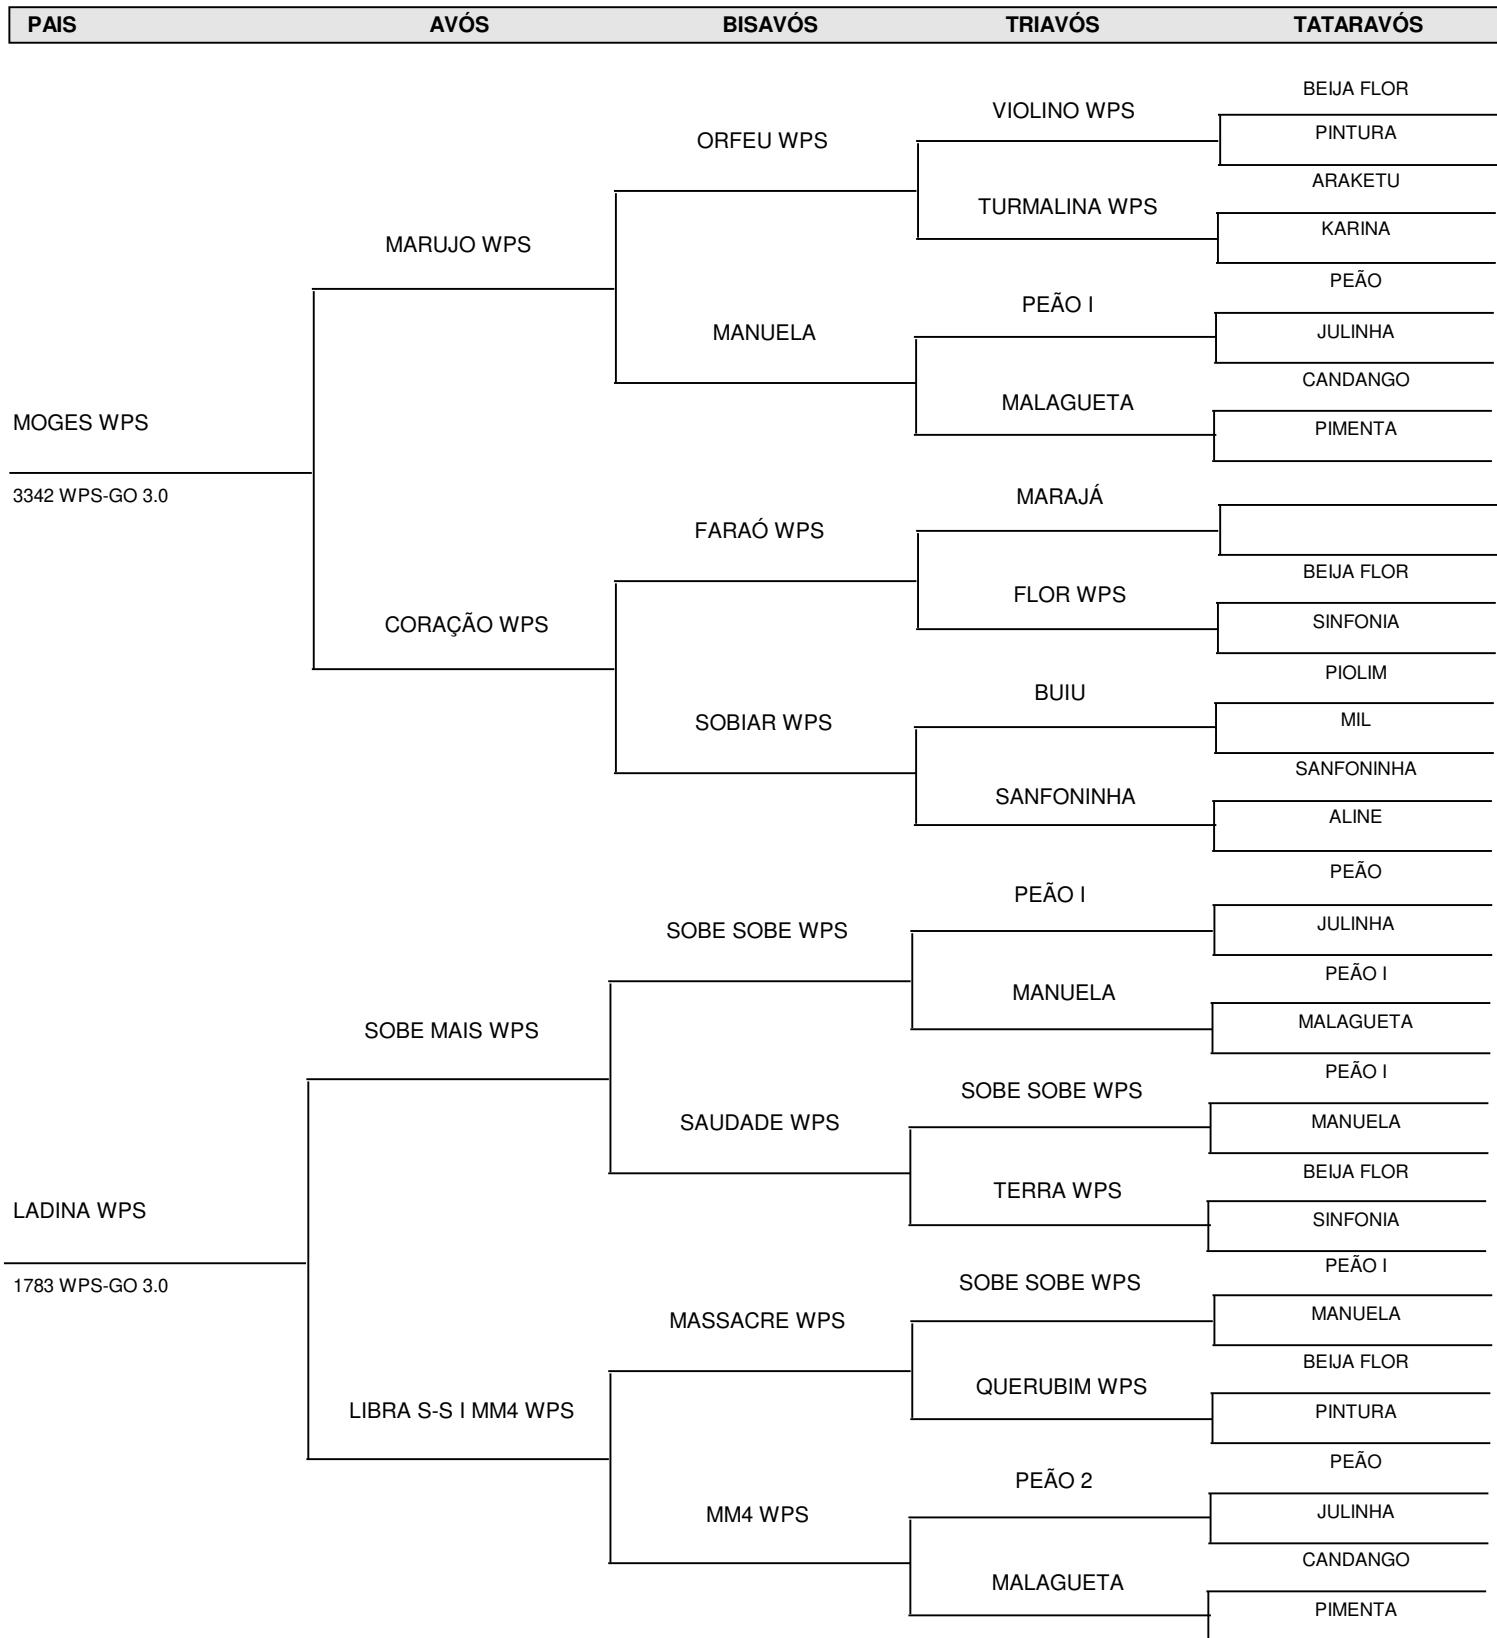 PAIS AVÓS BISAVÓS TRIAVÓS TATARAVÓS
BEIJA FLOR
VIOLINO WPS
PINTURA
ORFEU WPS
ARAKETU
TURMALINA WPS
KARINA
MARUJO WPS
PEÃO
PEÃO I
JULINHA
MANUELA
CANDANGO
MALAGUETA
PIMENTA
MOGES WPS
3342 WPS-GO 3.0
MARAJÁ
FARAÓ WPS
BEIJA FLOR
FLOR WPS
SINFONIA
CORAÇÃO WPS
PIOLIM
BUIU
MIL
SOBIAR WPS
SANFONINHA
SANFONINHA
ALINE
PEÃO
PEÃO I
JULINHA
SOBE SOBE WPS
PEÃO I
MANUELA
MALAGUETA
SOBE MAIS WPS
PEÃO I
SOBE SOBE WPS
MANUELA
SAUDADE WPS
BEIJA FLOR
TERRA WPS
SINFONIA
LADINA WPS
1783 WPS-GO 3.0
PEÃO I
SOBE SOBE WPS
MANUELA
MASSACRE WPS
BEIJA FLOR
QUERUBIM WPS
PINTURA
LIBRA S-S I MM4 WPS
PEÃO
PEÃO 2
JULINHA
MM4 WPS
CANDANGO
MALAGUETA
PIMENTA